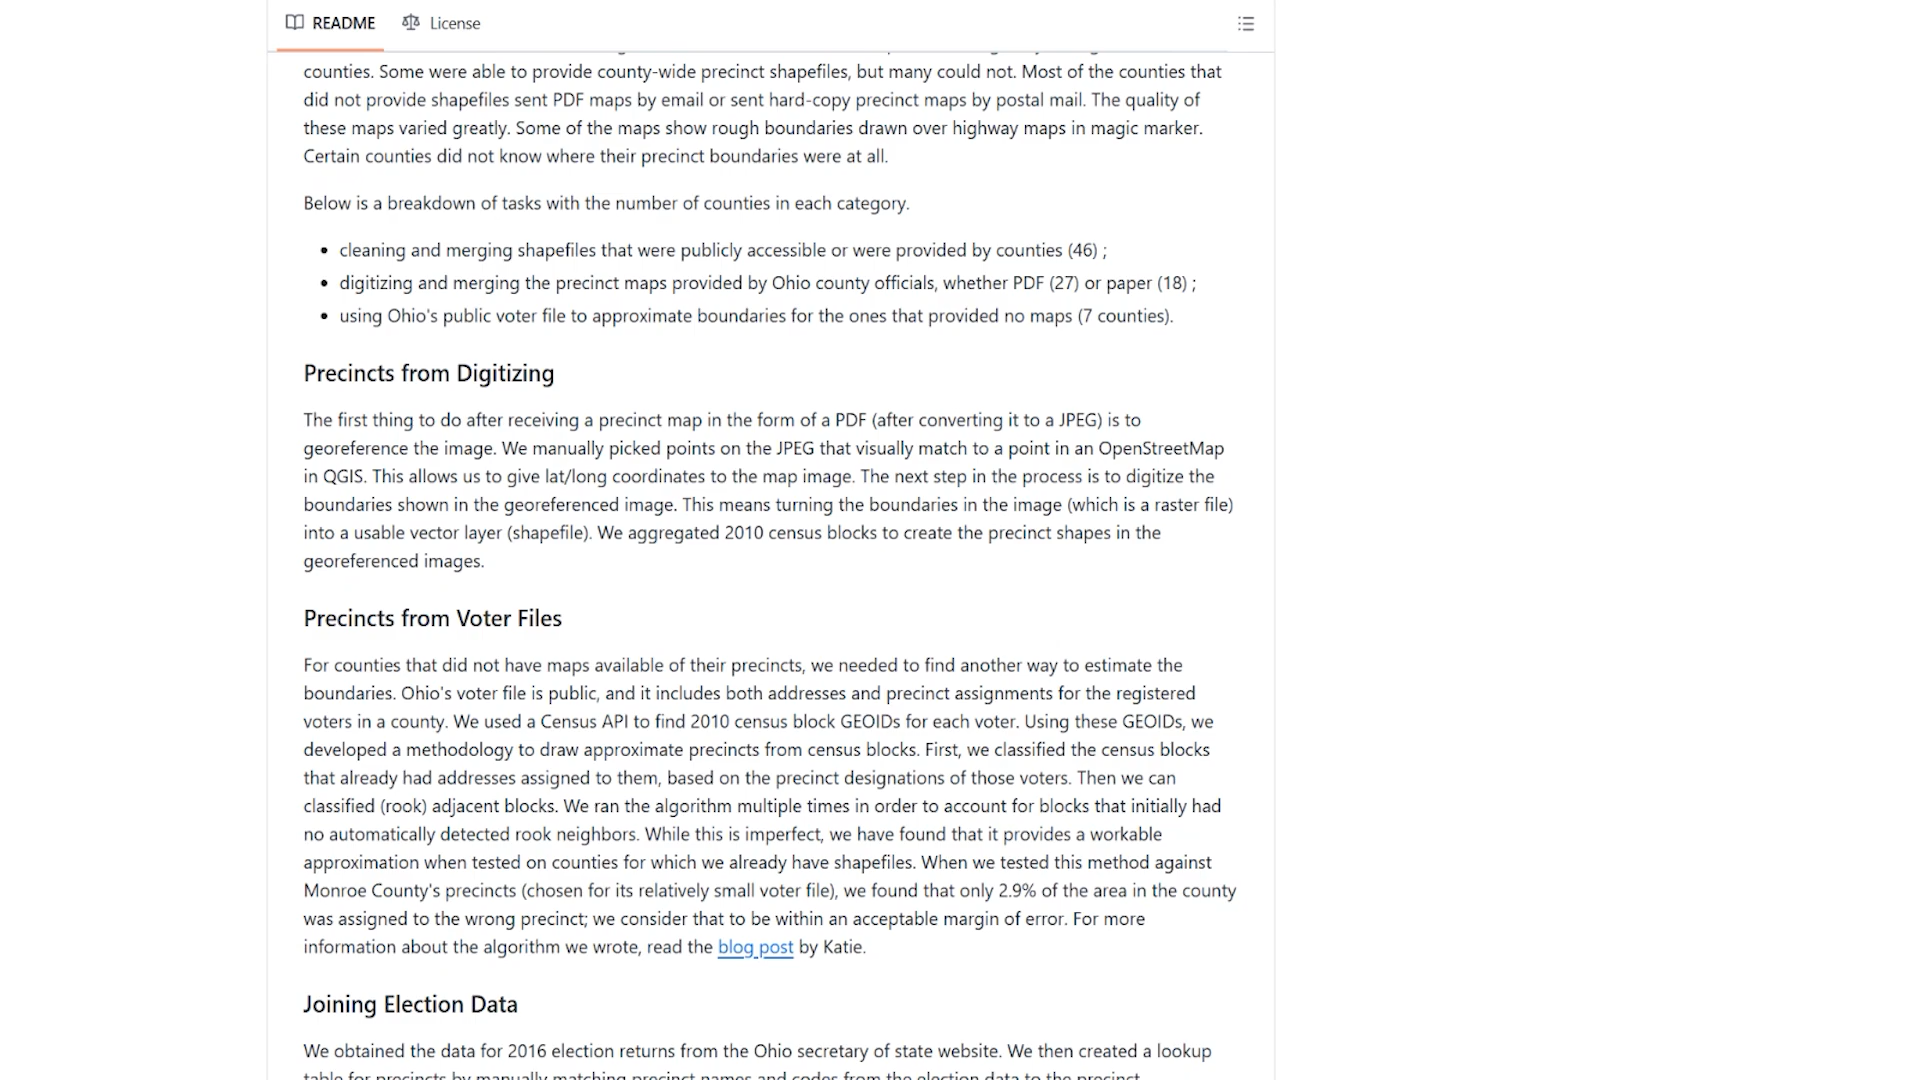 README
License
counties. Some were able to provide county-wide precinct shapefiles, but many could not. Most of the counties that
did not provide shapefiles sent PDF maps by email or sent hard-copy precinct maps by postal mail. The quality of
these maps varied greatly. Some of the maps show rough boundaries drawn over highway maps in magic marker.
Certain counties did not know where their precinct boundaries were at all.
Below is a breakdown of tasks with the number of counties in each category.
• cleaning and merging shapefiles that were publicly accessible or were provided by counties (46) ;
• digitizing and merging the precinct maps provided by Ohio county officials, whether PDF (27) or paper (18) ;
• using Ohio's public voter file to approximate boundaries for the ones that provided no maps (7 counties).
Precincts from Digitizing
The first thing to do after receiving a precinct map in the form of a PDF (after converting it to a JPEG) is to
georeference the image. We manually picked points on the JPEG that visually match to a point in an OpenStreetMap
in QGIS. This allows us to give lat/long coordinates to the map image. The next step in the process is to digitize the
boundaries shown in the georeferenced image. This means turning the boundaries in the image (which is a raster file)
into a usable vector layer (shapefile). We aggregated 2010 census blocks to create the precinct shapes in the
georeferenced images.
Precincts from Voter Files
For counties that did not have maps available of their precincts, we needed to find another way to estimate the
boundaries. Ohio's voter file is public, and it includes both addresses and precinct assignments for the registered
voters in a county. We used a Census API to find 2010 census block GEOIDs for each voter. Using these GEOIDs, we
developed a methodology to draw approximate precincts from census blocks. First, we classified the census blocks
that already had addresses assigned to them, based on the precinct designations of those voters. Then we can
classified (rook) adjacent blocks. We ran the algorithm multiple times in order to account for blocks that initially had
no automatically detected rook neighbors. While this is imperfect, we have found that it provides a workable
approximation when tested on counties for which we already have shapefiles. When we tested this method against
Monroe County's precincts (chosen for its relatively small voter file), we found that only 2.9% of the area in the county
was assigned to the wrong precinct; we consider that to be within an acceptable margin of error. For more
information about the algorithm we wrote, read the blog post by Katie.
Joining Election Data
We obtained the data for 2016 election returns from the Ohio secretary of state website. We then created a lookup
table for precincts by manually matching precinct names and codes from the election data to the precinct